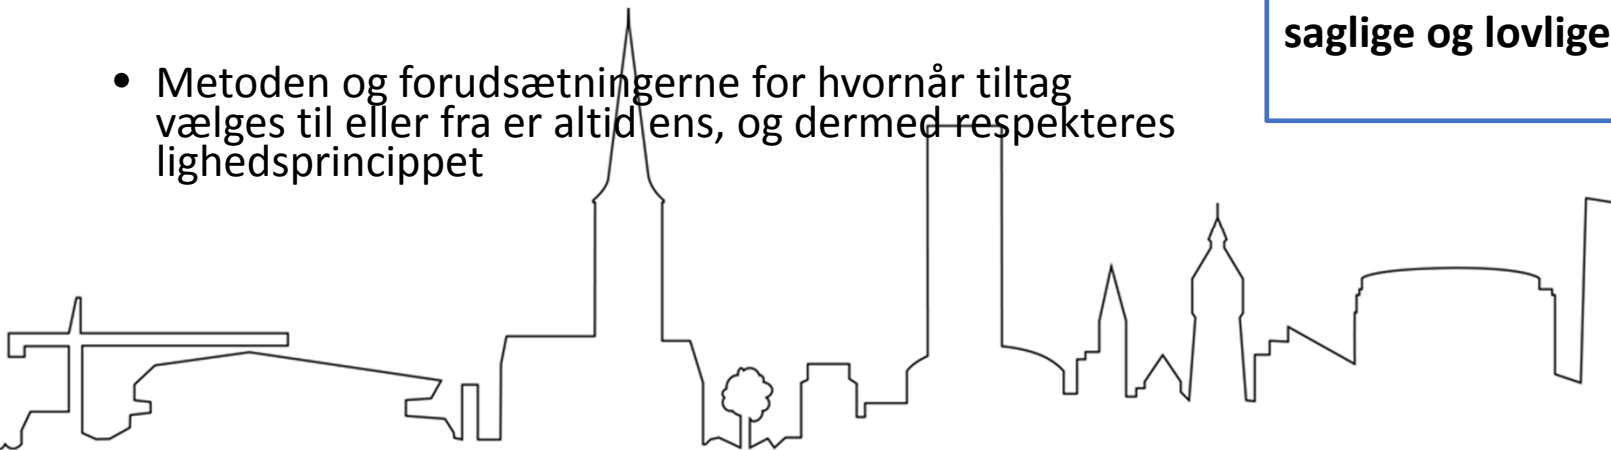 saglige og lovlige
• Metoden og forudsætningerne for hvornår tiltag
vælges til eller fra er altid ens, og dermed respekteres
lighedsprincippet